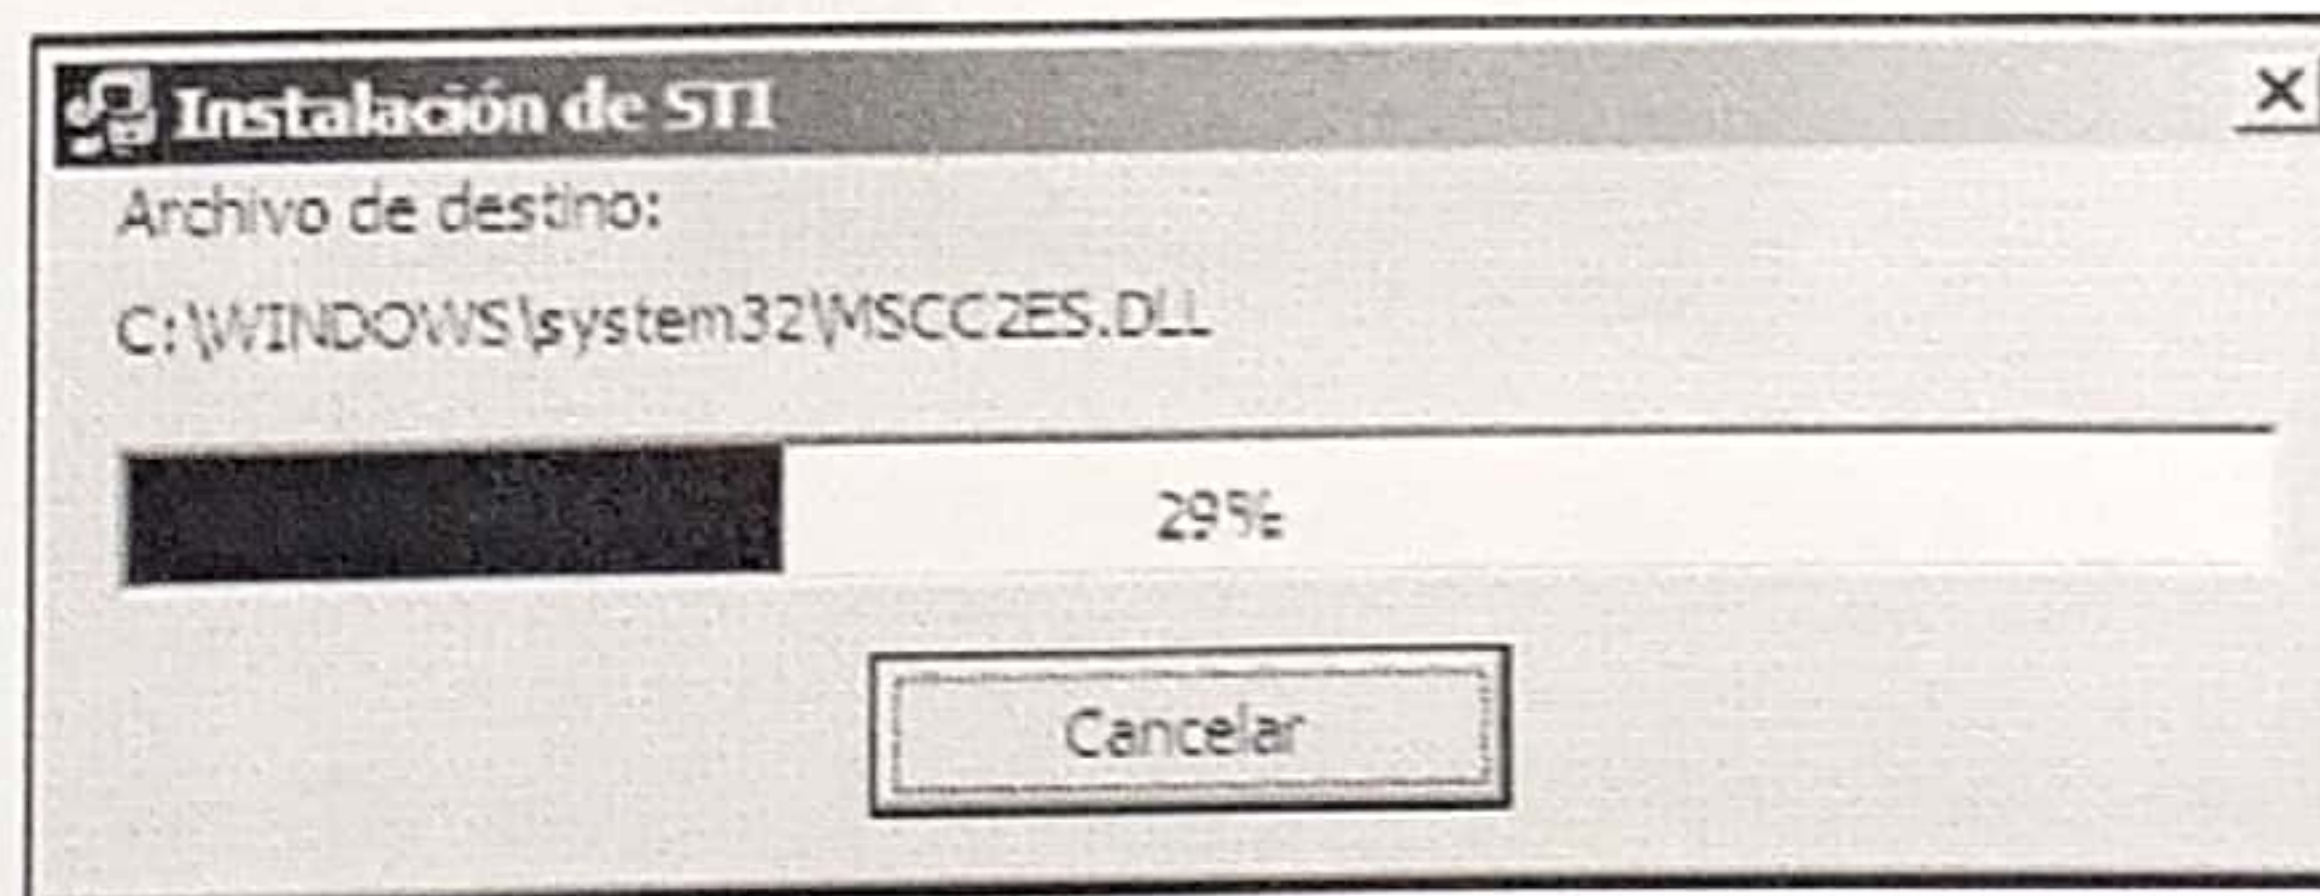 Instalación de STI
Archivo de destino:
C:\WINDOWS\system32\MSCC2ES.DLL
29%
Cancelar